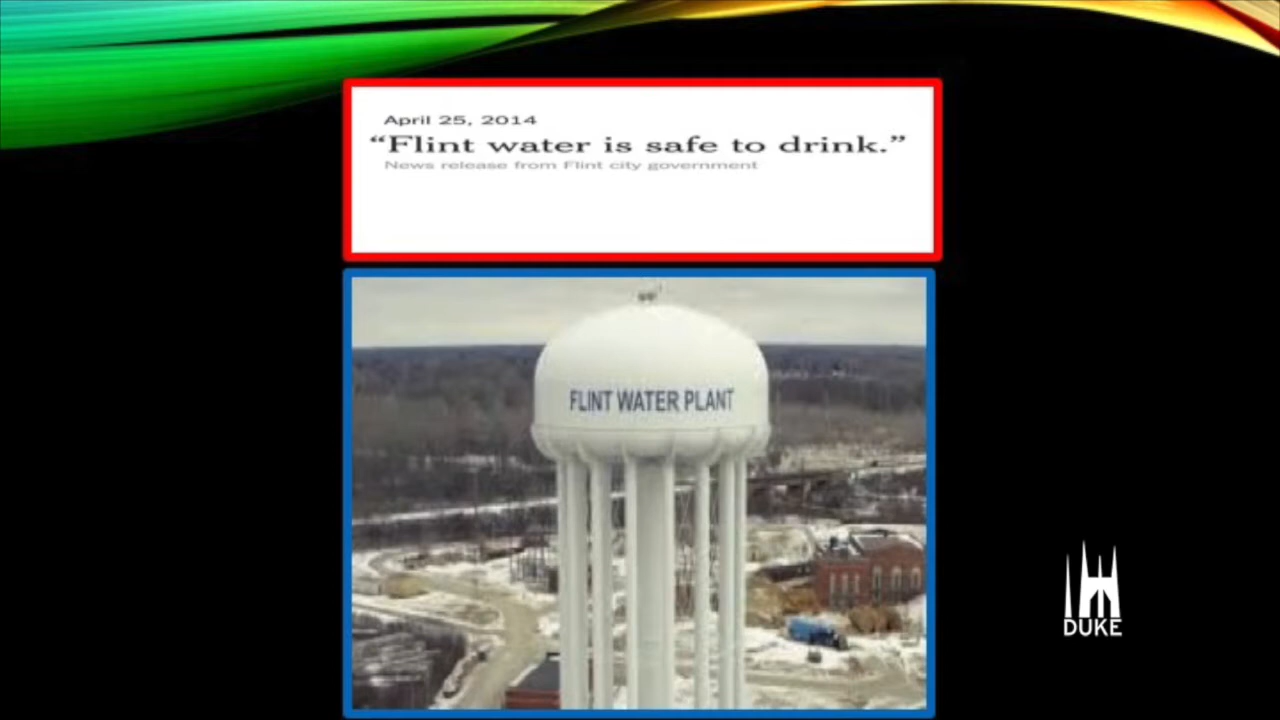 April 25, 2014
“Flint water is safe to drink.”
News release from Flint city government
FLINT WATER PLANT
DUKE